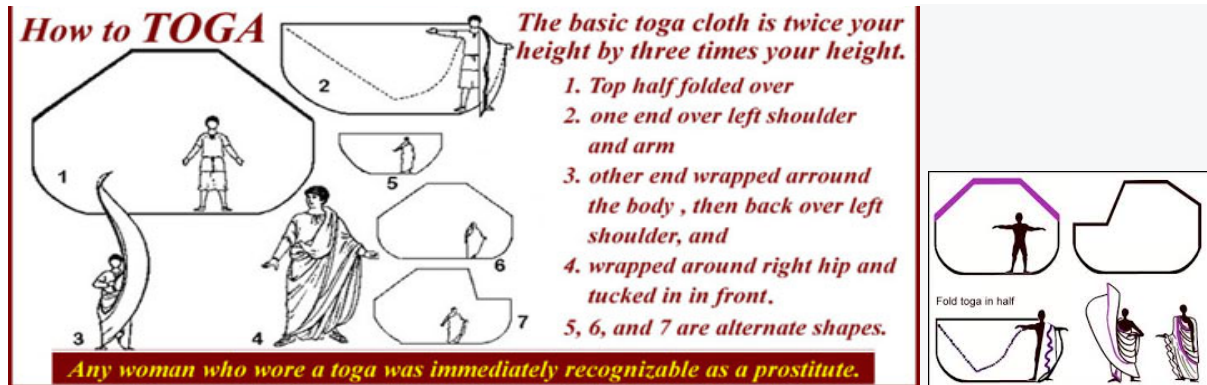 How to TOGA
The basic toga cloth is twice your
height by three times your height.
1. Top half folded over
2. one end over left shoulder
and arm
3. other end wrapped arround
the body , then back over left
shoulder, and
4. wrapped around right hip and
tucked in in front.
5, 6, and 7 are alternate shapes.
1
2
3
4
5
6
7
Any woman who wore a toga was immediately recognizable as a prostitute.
Fold toga in half